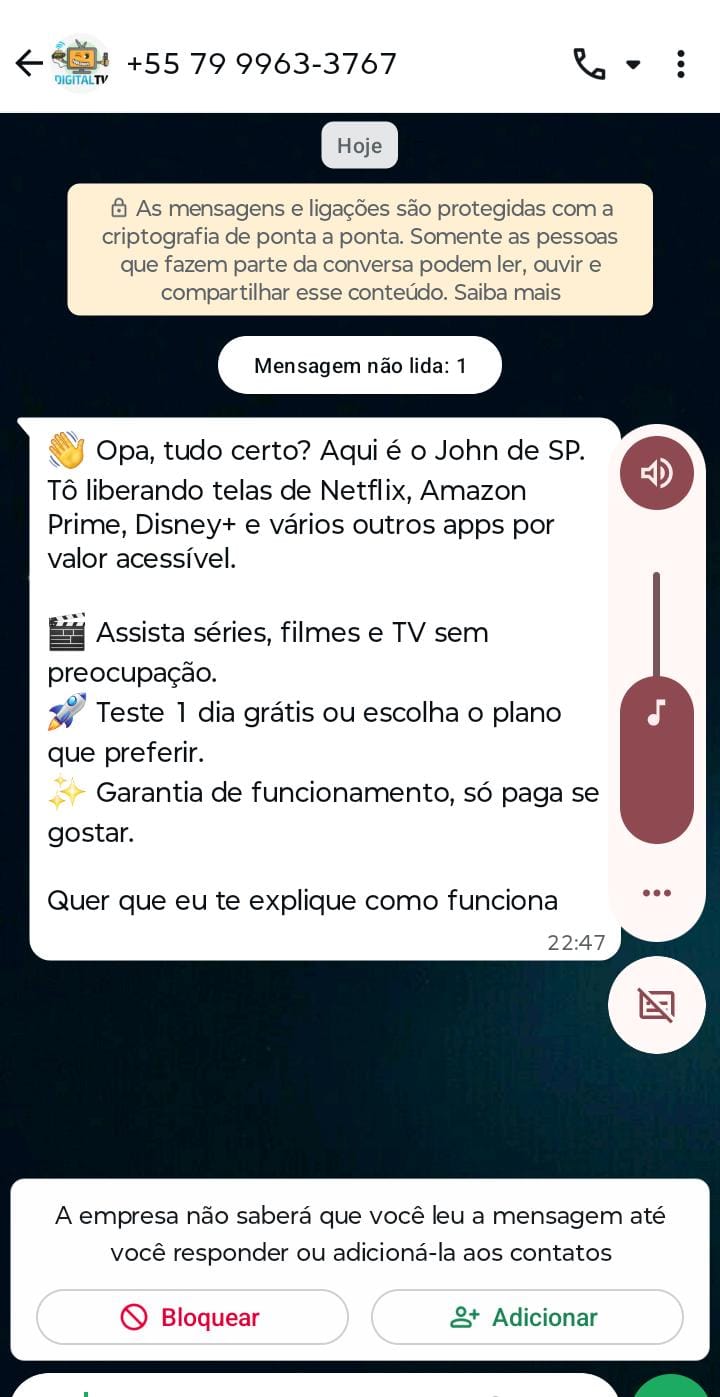 DIGITALTV
+55 79 9963-3767
Hoje
As mensagens e ligações são protegidas com a
criptografia de ponta a ponta. Somente as pessoas
que fazem parte da conversa podem ler, ouvir e
compartilhar esse conteúdo. Saiba mais
Mensagem não lida: 1
👋 Opa, tudo certo? Aqui é o John de SP.
Tô liberando telas de Netflix, Amazon
Prime, Disney+ e vários outros apps por
valor acessível.
🎬 Assista séries, filmes e TV sem
preocupação.
🚀 Teste 1 dia grátis ou escolha o plano
que preferir.
✨ Garantia de funcionamento, só paga se
gostar.
Quer que eu te explique como funciona
22:47
A empresa não saberá que você leu a mensagem até
você responder ou adicioná-la aos contatos
Bloquear
Adicionar